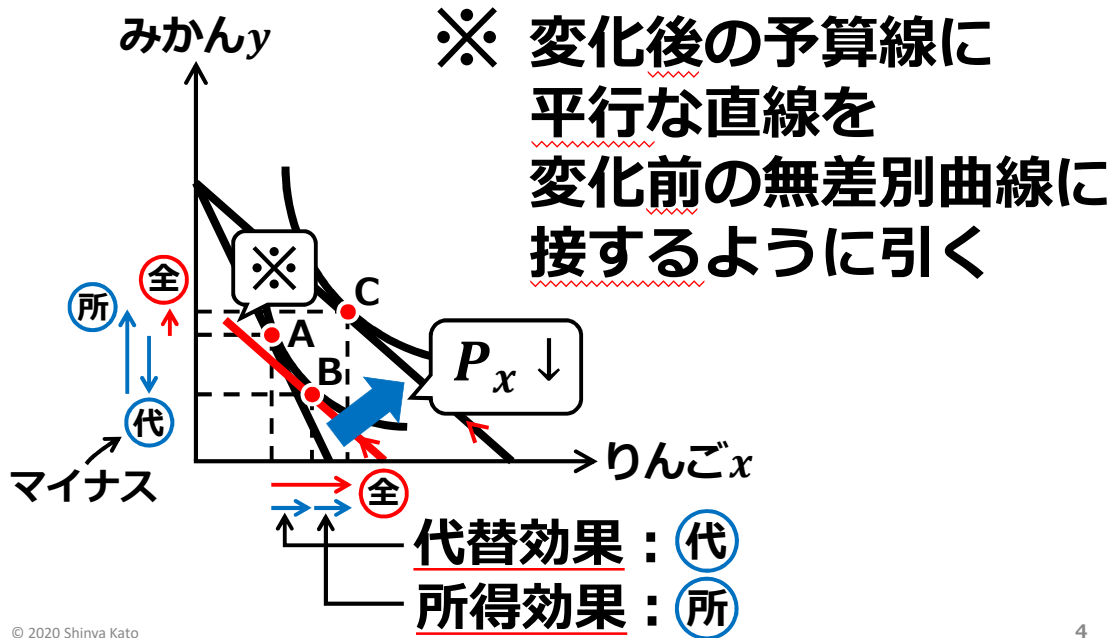 みかんy
※ 変化後の予算線に
平行な直線を
変化前の無差別曲線に
接するように引く
※
全
所
C
A
P_x ↓
B
代
マイナス
りんごx
全
代替効果：代
所得効果：所
© 2020 Shinya Kato
4